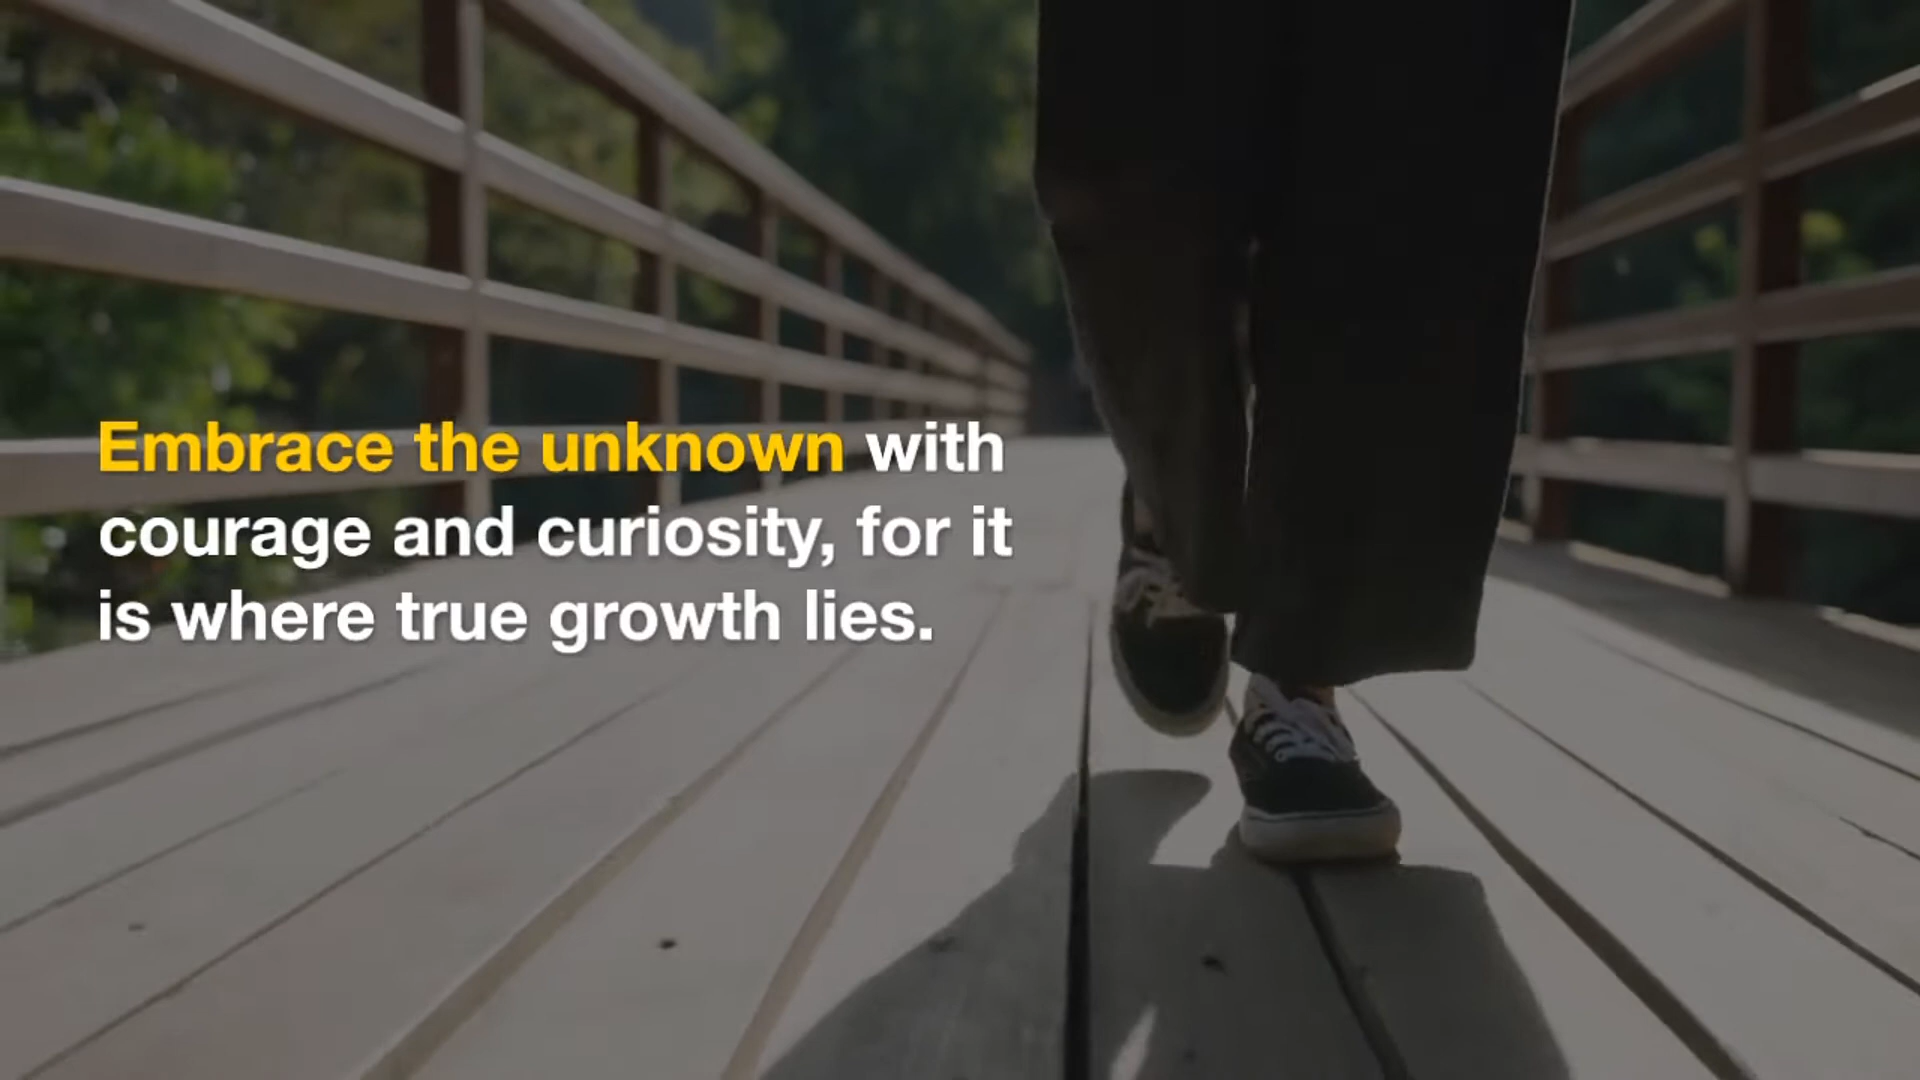 Embrace the unknown with
courage and curiosity, for it
is where true growth lies.